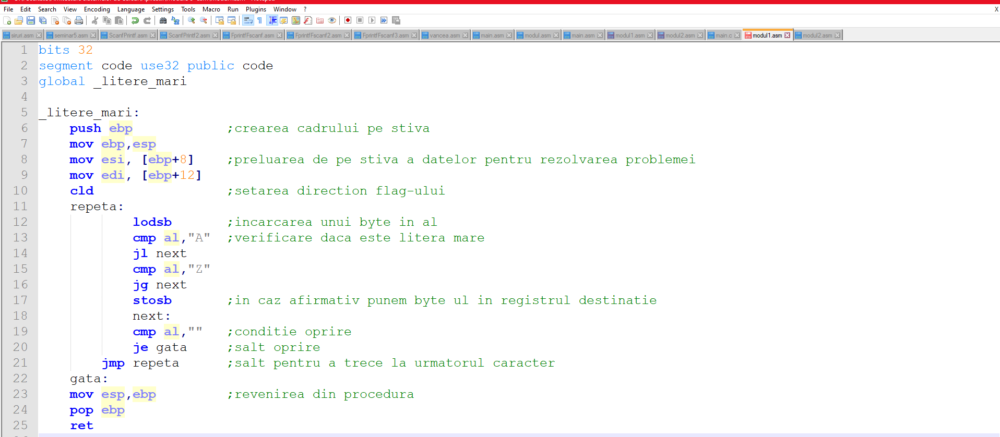 File Edit Search View Encoding Language Settings Tools Macro Run Plugins Window ? X
siruri.asm seminar5.asm ScanfPrintf.asm ScanfPrintf2.asm FprintfFscanf.asm FprintfFscanf2.asm FprintfFscanf3.asm vancea.asm main.asm modul.asm main.asm modul1.asm modul2.asm main.c modul1.asm modul2.asm
1 bits 32
2 segment code use32 public code
3 global _litere_mari
4
5 _litere_mari:
6 push ebp ;crearea cadrului pe stiva
7 mov ebp,esp
8 mov esi, [ebp+8] ;preluarea de pe stiva a datelor pentru rezolvarea problemei
9 mov edi, [ebp+12]
10 cld ;setarea direction flag-ului
11 repeta:
12 lodsb ;incarcarea unui byte in al
13 cmp al,"A" ;verificare daca este litera mare
14 jl next
15 cmp al,"Z"
16 jg next
17 stosb ;in caz afirmativ punem byte ul in registrul destinatie
18 next:
19 cmp al,"" ;conditie oprire
20 je gata ;salt oprire
21 jmp repeta ;salt pentru a trece la urmatorul caracter
22 gata:
23 mov esp,ebp ;revenirea din procedura
24 pop ebp
25 ret